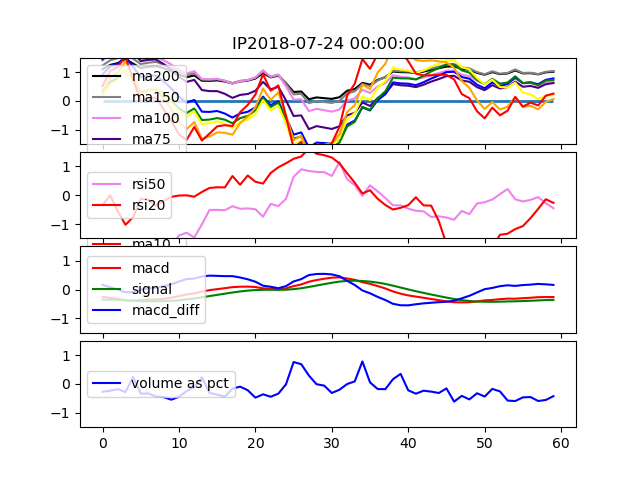 IP2018-07-24 00:00:00
1
0
−1
ma200
ma150
ma100
ma75
1
0
−1
rsi50
rsi20
ma10
1
0
−1
macd
signal
macd_diff
1
0
−1
volume as pct
0 10 20 30 40 50 60